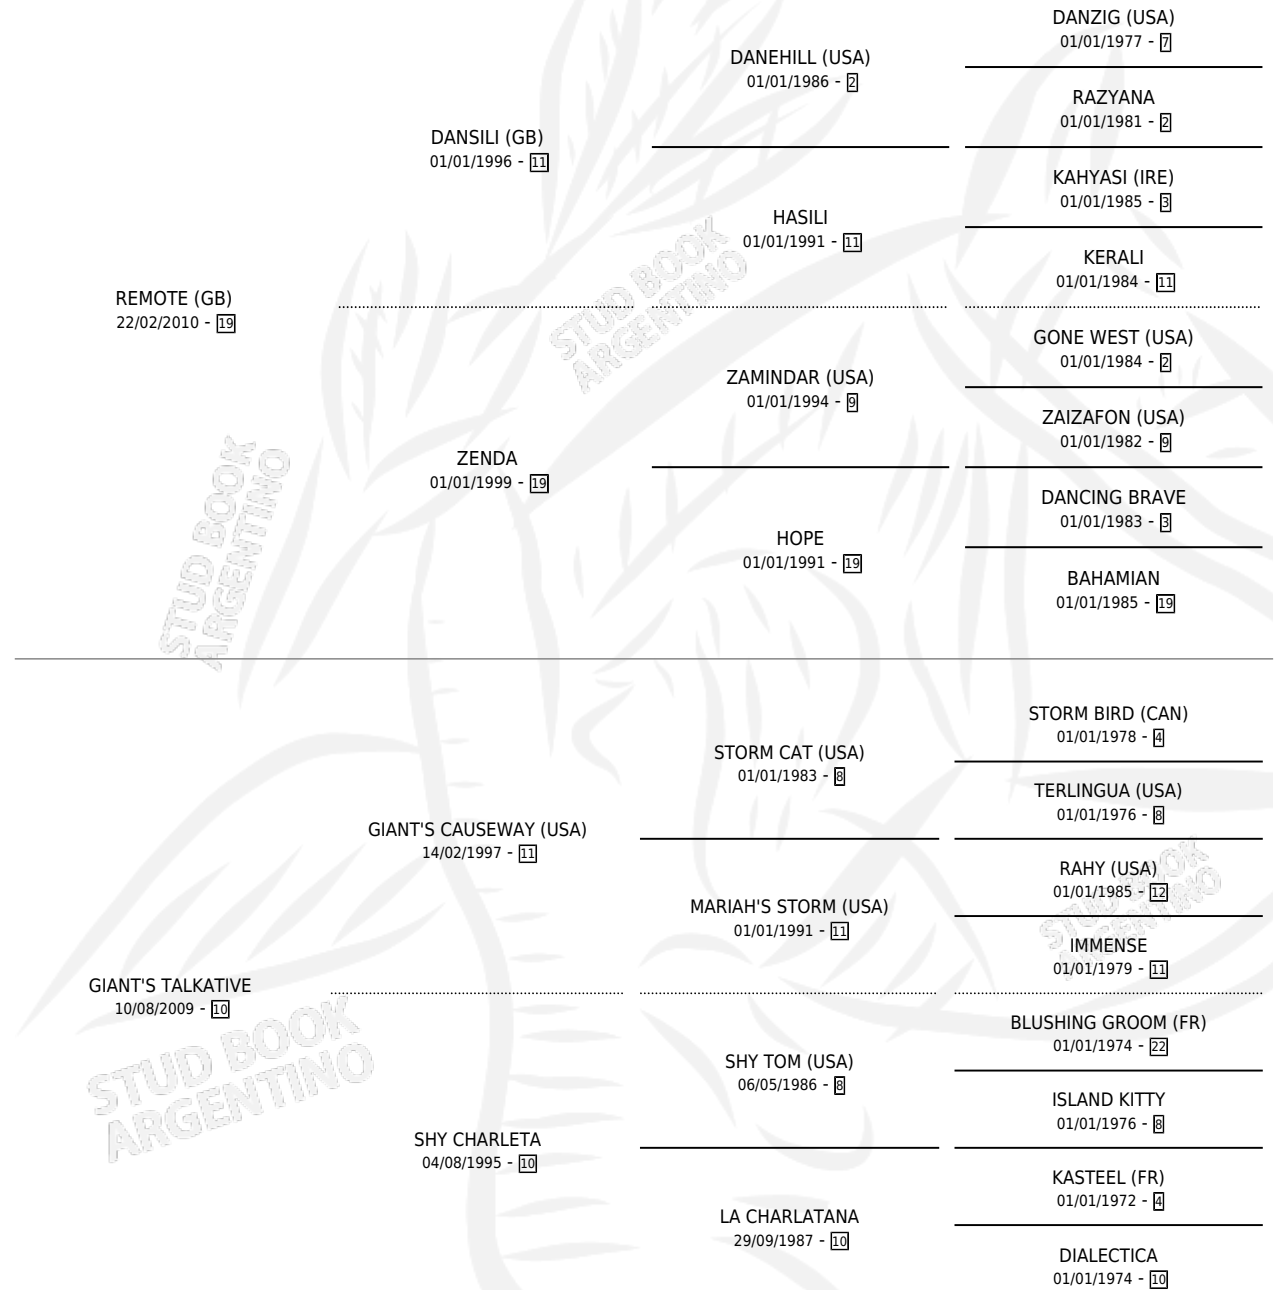 DANZIG (USA)
01/01/1977 - 7
DANEHILL (USA)
01/01/1986 - 2
RAZYANA
01/01/1981 - 2
DANSILI (GB)
01/01/1996 - 11
KAHYASI (IRE)
01/01/1985 - 3
HASILI
01/01/1991 - 11
KERALI
01/01/1984 - 11
REMOTE (GB)
22/02/2010 - 19
GONE WEST (USA)
01/01/1984 - 2
ZAMINDAR (USA)
01/01/1994 - 9
ZAIZAFON (USA)
01/01/1982 - 9
ZENDA
01/01/1999 - 19
DANCING BRAVE
01/01/1983 - 3
HOPE
01/01/1991 - 19
BAHAMIAN
01/01/1985 - 19
STORM BIRD (CAN)
01/01/1978 - 4
STORM CAT (USA)
01/01/1983 - 8
TERLINGUA (USA)
01/01/1976 - 8
GIANT'S CAUSEWAY (USA)
14/02/1997 - 11
RAHY (USA)
01/01/1985 - 12
MARIAH'S STORM (USA)
01/01/1991 - 11
IMMENSE
01/01/1979 - 11
GIANT'S TALKATIVE
10/08/2009 - 10
BLUSHING GROOM (FR)
01/01/1974 - 22
SHY TOM (USA)
06/05/1986 - 8
ISLAND KITTY
01/01/1976 - 8
SHY CHARLETA
04/08/1995 - 10
KASTEEL (FR)
01/01/1972 - 4
LA CHARLATANA
29/09/1987 - 10
DIALECTICA
01/01/1974 - 10
STUD BOOK
ARGENTINO
STUD BOOK
ARGENTINO
STUD BOOK
ARGENTINO
STUD BOOK
ARGENTINO